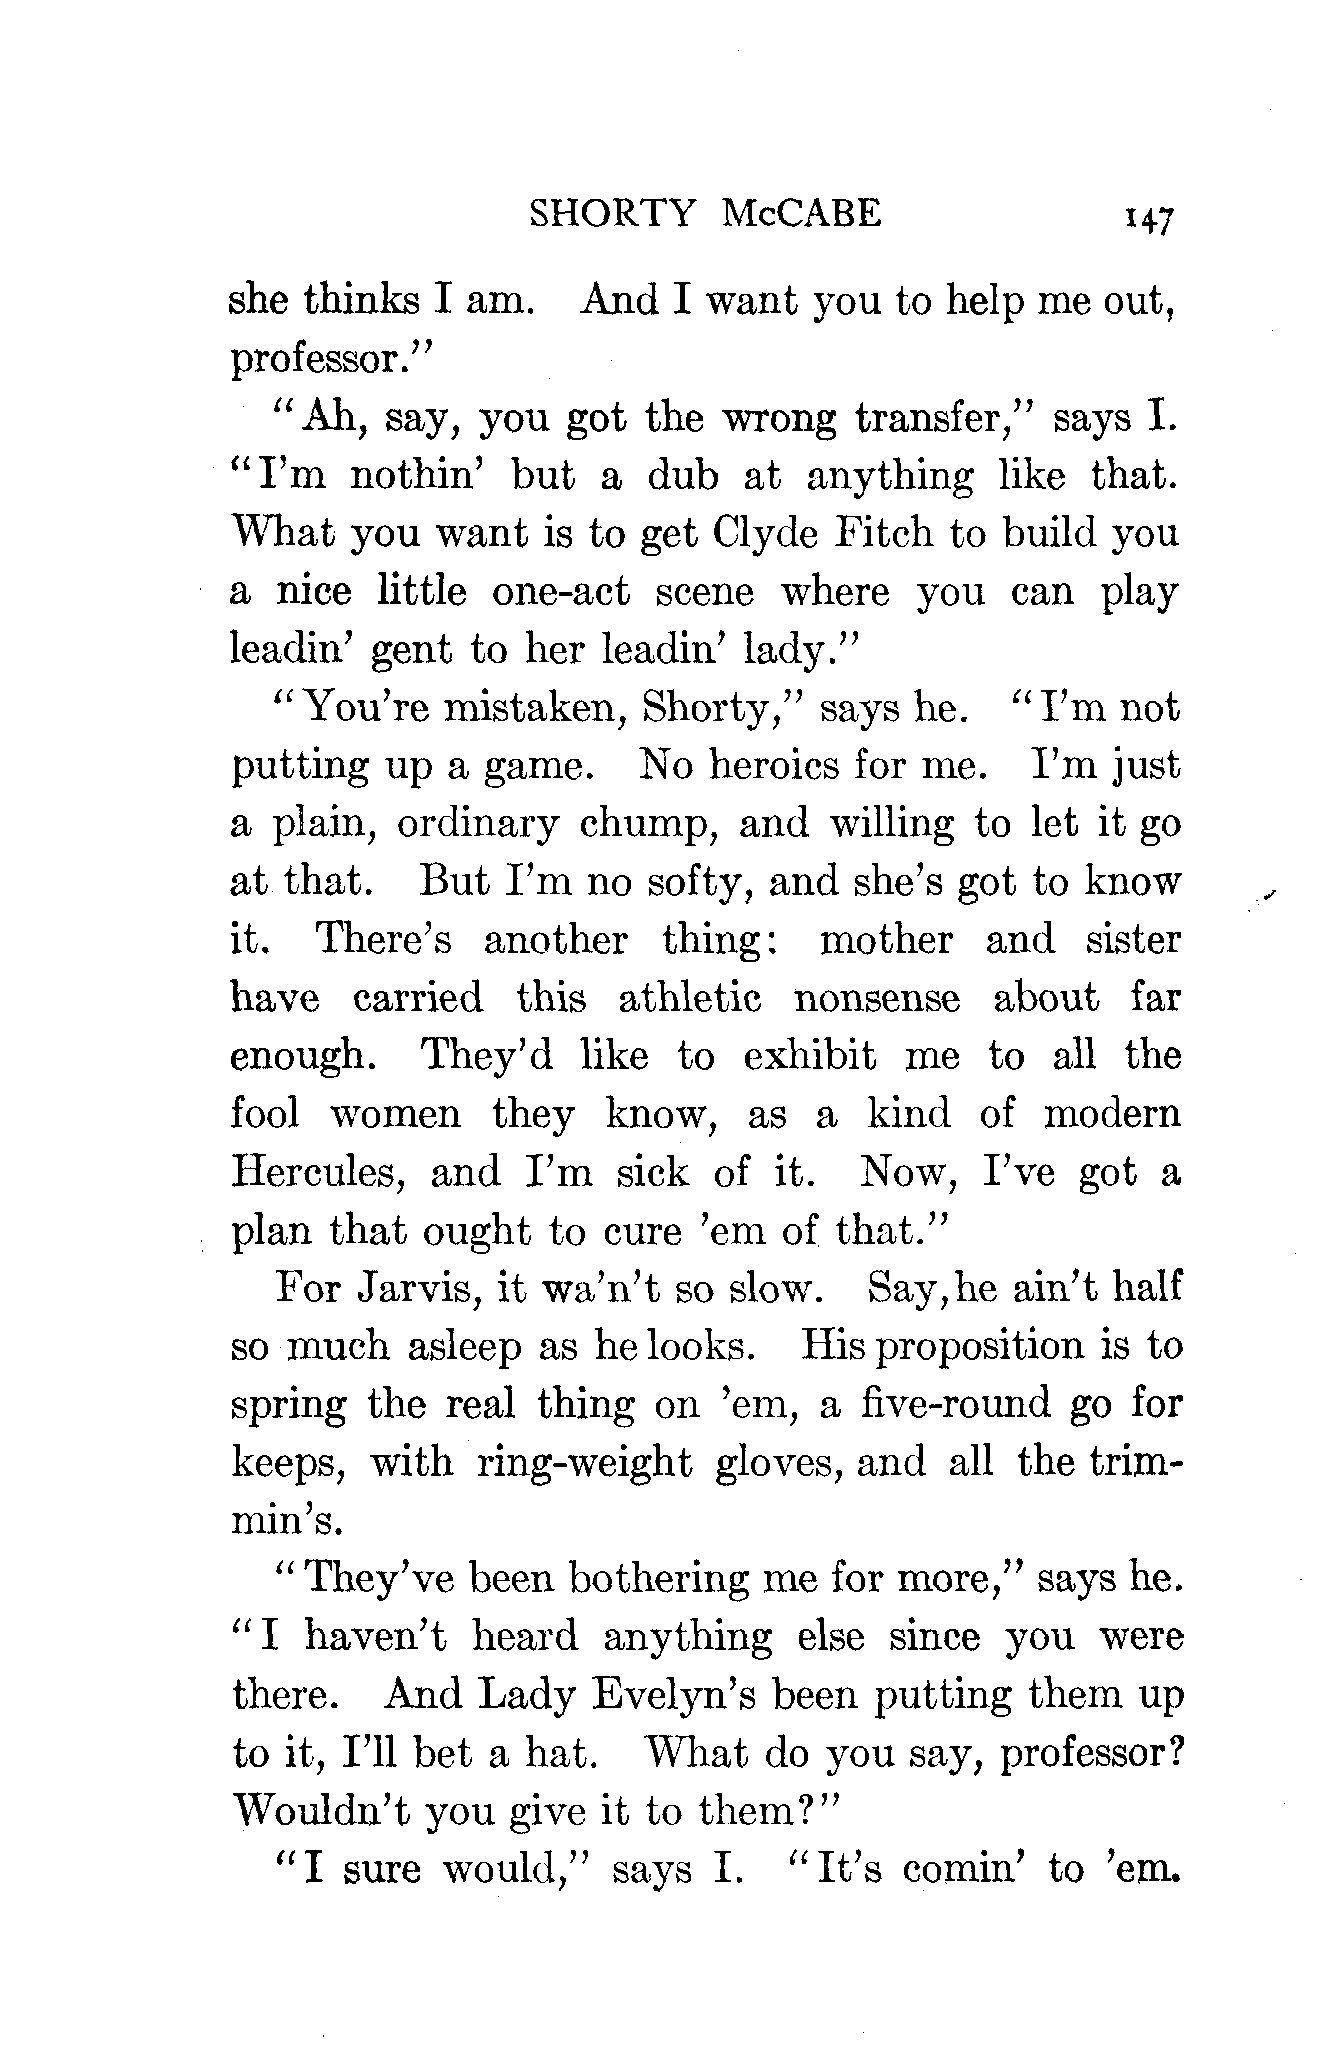 SHORTY McCABE 147
she thinks I am. And I want you to help me out,
professor."
"Ah, say, you got the wrong transfer," says I.
"I'm nothin' but a dub at anything like that.
What you want is to get Clyde Fitch to build you
a nice little one-act scene where you can play
leadin' gent to her leadin' lady."
"You're mistaken, Shorty," says he. "I'm not
putting up a game. No heroics for me. I'm just
a plain, ordinary chump, and willing to let it go
at that. But I'm no softy, and she's got to know
it. There's another thing: mother and sister
have carried this athletic nonsense about far
enough. They'd like to exhibit me to all the
fool women they know, as a kind of modern
Hercules, and I'm sick of it. Now, I've got a
plan that ought to cure 'em of that."
For Jarvis, it wa'n't so slow. Say, he ain't half
so much asleep as he looks. His proposition is to
spring the real thing on 'em, a five-round go for
keeps, with ring-weight gloves, and all the trim-
min's.
"They've been bothering me for more," says he.
"I haven't heard anything else since you were
there. And Lady Evelyn's been putting them up
to it, I'll bet a hat. What do you say, professor?
Wouldn't you give it to them?"
"I sure would," says I. "It's comin' to 'em.